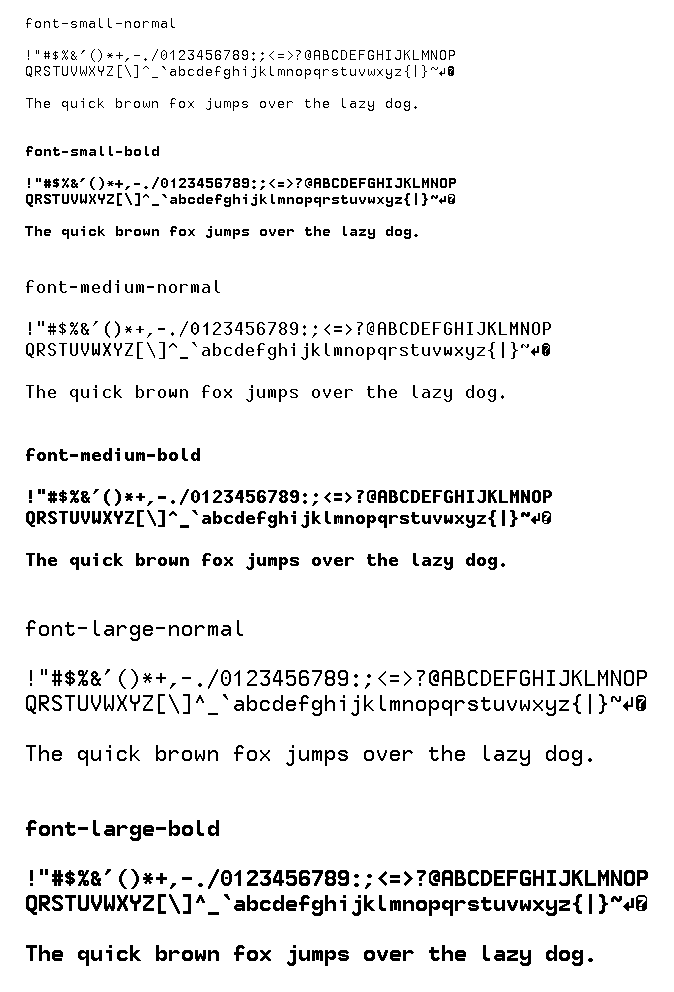 font-small-normal
!"#$%&´()*+,-./0123456789:;<=>?@ABCDEFGHIJKLMNOP
QRSTUVWXYZ[\]^_`abcdefghijklmnopqrstuvwxyz{|}~↲�
The quick brown fox jumps over the lazy dog.
font-small-bold
!"#$%&´()*+,-./0123456789:;<=>?@ABCDEFGHIJKLMNOP
QRSTUVWXYZ[\]^_`abcdefghijklmnopqrstuvwxyz{|}~↲�
The quick brown fox jumps over the lazy dog.
font-medium-normal
!"#$%&´()*+,-./0123456789:;<=>?@ABCDEFGHIJKLMNOP
QRSTUVWXYZ[\]^_`abcdefghijklmnopqrstuvwxyz{|}~↲�
The quick brown fox jumps over the lazy dog.
font-medium-bold
!"#$%&´()*+,-./0123456789:;<=>?@ABCDEFGHIJKLMNOP
QRSTUVWXYZ[\]^_`abcdefghijklmnopqrstuvwxyz{|}~↲�
The quick brown fox jumps over the lazy dog.
font-large-normal
!"#$%&´()*+,-./0123456789:;<=>?@ABCDEFGHIJKLMNOP
QRSTUVWXYZ[\]^_`abcdefghijklmnopqrstuvwxyz{|}~↲�
The quick brown fox jumps over the lazy dog.
font-large-bold
!"#$%&´()*+,-./0123456789:;<=>?@ABCDEFGHIJKLMNOP
QRSTUVWXYZ[\]^_`abcdefghijklmnopqrstuvwxyz{|}~↲�
The quick brown fox jumps over the lazy dog.